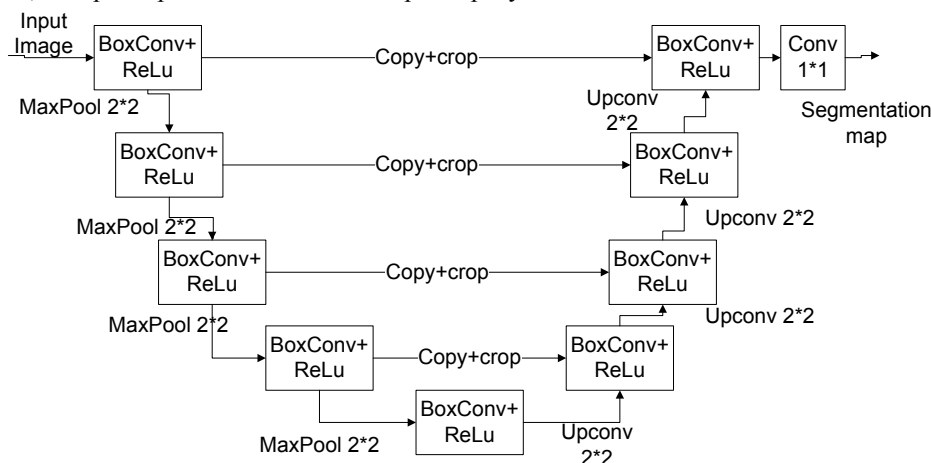 Input
Image
BoxConv+
ReLu
Copy+crop
BoxConv+
ReLu
Conv
1*1
MaxPool 2*2
Upconv
2*2
Segmentation
map
BoxConv+
ReLu
Copy+crop
BoxConv+
ReLu
MaxPool 2*2
Upconv 2*2
BoxConv+
ReLu
Copy+crop
BoxConv+
ReLu
MaxPool 2*2
Upconv 2*2
BoxConv+
ReLu
Copy+crop
BoxConv+
ReLu
BoxConv+
ReLu
MaxPool 2*2
Upconv
2*2